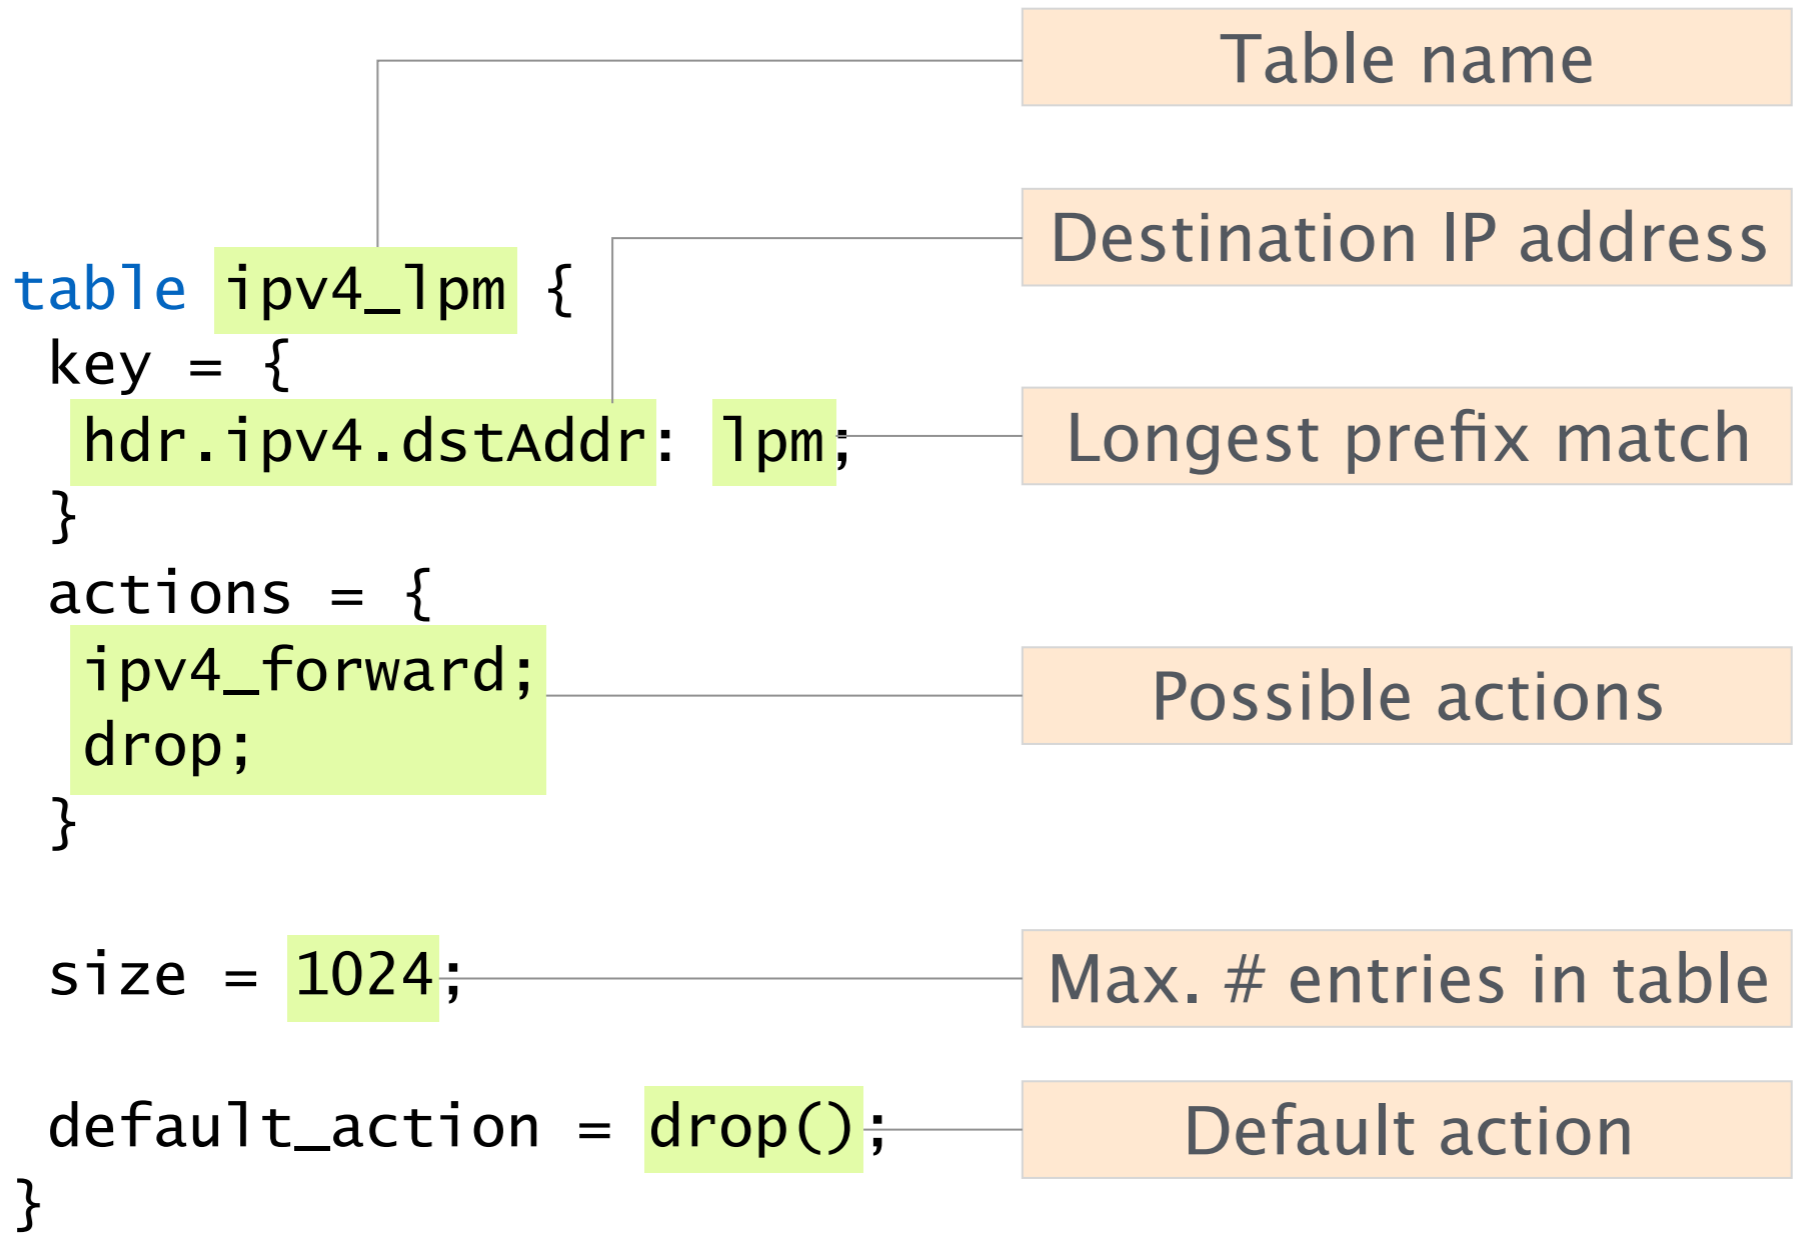 Table name
Destination IP address
table ipv4_lpm {
key = {
hdr.ipv4.dstAddr: lpm;
Longest prefix match
}
actions = {
ipv4_forward;
Possible actions
drop;
}
size = 1024;
Max. # entries in table
default_action = drop();
Default action
}